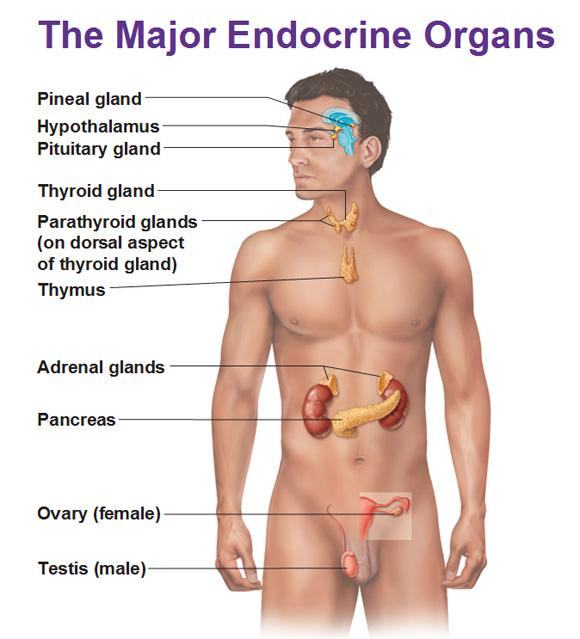 The Major Endocrine Organs
Pineal gland
Hypothalamus
Pituitary gland
Thyroid gland
Parathyroid glands
(on dorsal aspect
of thyroid gland)
Thymus
Adrenal glands
Pancreas
Ovary (female)
Testis (male)